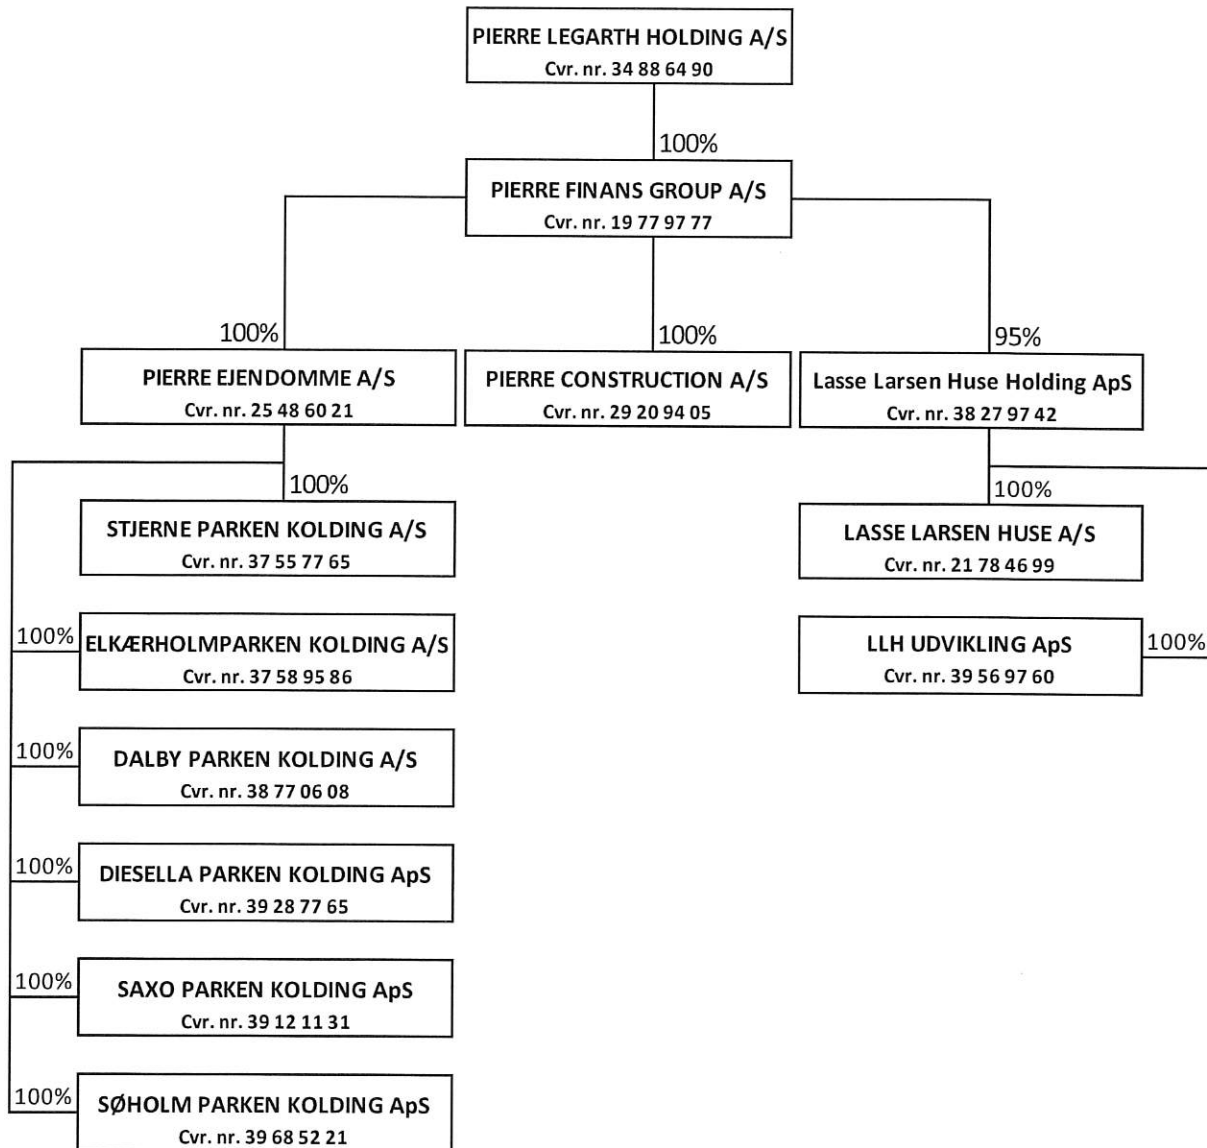 PIERRE LEGARTH HOLDING A/S
Cvr. nr. 34 88 64 90
100%
PIERRE FINANS GROUP A/S
Cvr. nr. 19 77 97 77
100%
100%
95%
PIERRE EJENDOMME A/S
Cvr. nr. 25 48 60 21
PIERRE CONSTRUCTION A/S
Cvr. nr. 29 20 94 05
Lasse Larsen Huse Holding ApS
Cvr. nr. 38 27 97 42
100%
100%
STJERNE PARKEN KOLDING A/S
Cvr. nr. 37 55 77 65
LASSE LARSEN HUSE A/S
Cvr. nr. 21 78 46 99
100%
ELKÆRHOLMPARKEN KOLDING A/S
Cvr. nr. 37 58 95 86
LLH UDVIKLING ApS
Cvr. nr. 39 56 97 60
100%
100%
DALBY PARKEN KOLDING A/S
Cvr. nr. 38 77 06 08
100%
DIESELLA PARKEN KOLDING ApS
Cvr. nr. 39 28 77 65
100%
SAXO PARKEN KOLDING ApS
Cvr. nr. 39 12 11 31
100%
SØHOLM PARKEN KOLDING ApS
Cvr. nr. 39 68 52 21